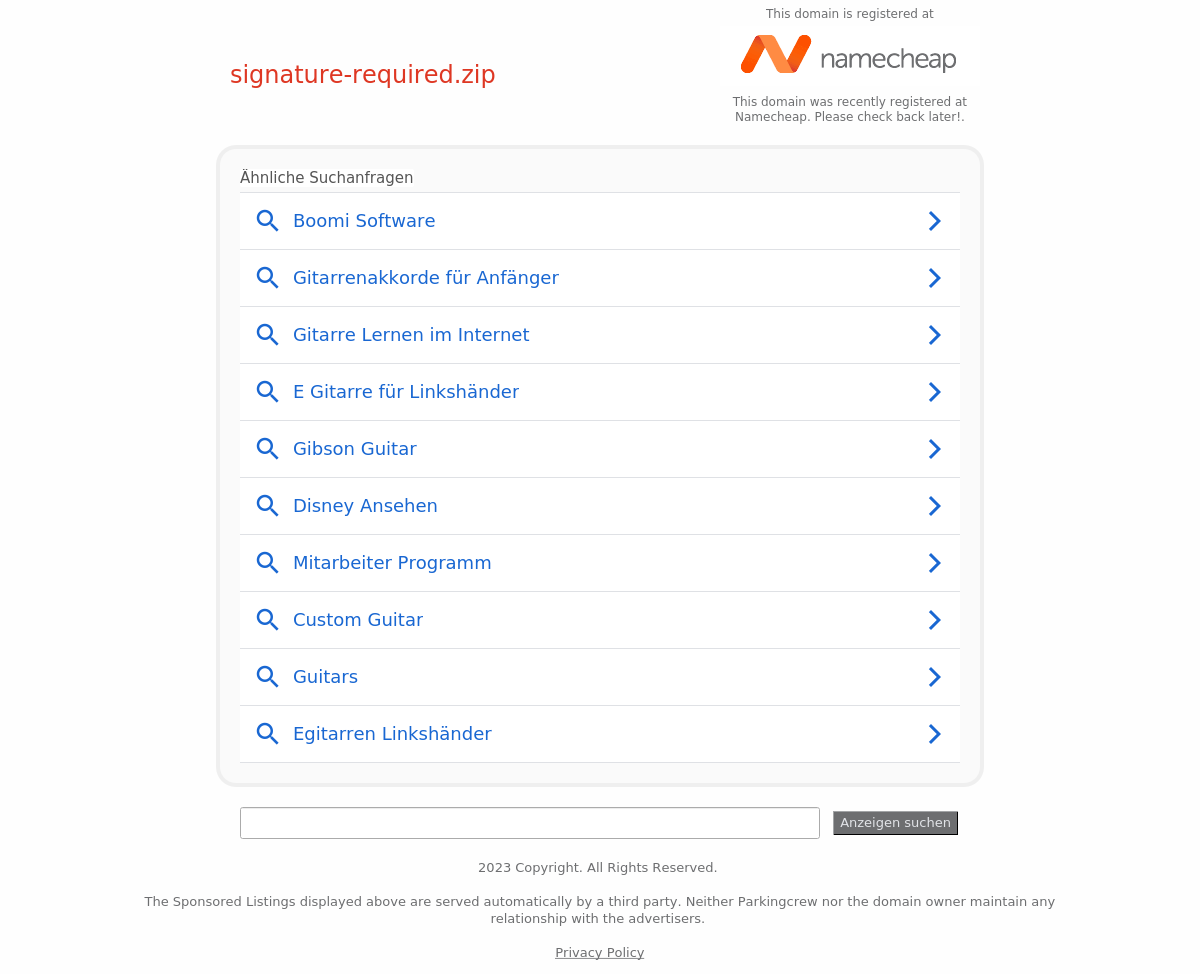 This domain is registered at
namecheap
signature-required.zip
This domain was recently registered at
Namecheap. Please check back later!.
Ähnliche Suchanfragen
Boomi Software
Gitarrenakkorde für Anfänger
Gitarre Lernen im Internet
E Gitarre für Linkshänder
Gibson Guitar
Disney Ansehen
Mitarbeiter Programm
Custom Guitar
Guitars
Egitarren Linkshänder
Anzeigen suchen
2023 Copyright. All Rights Reserved.
The Sponsored Listings displayed above are served automatically by a third party. Neither Parkingcrew nor the domain owner maintain any
relationship with the advertisers.
Privacy Policy